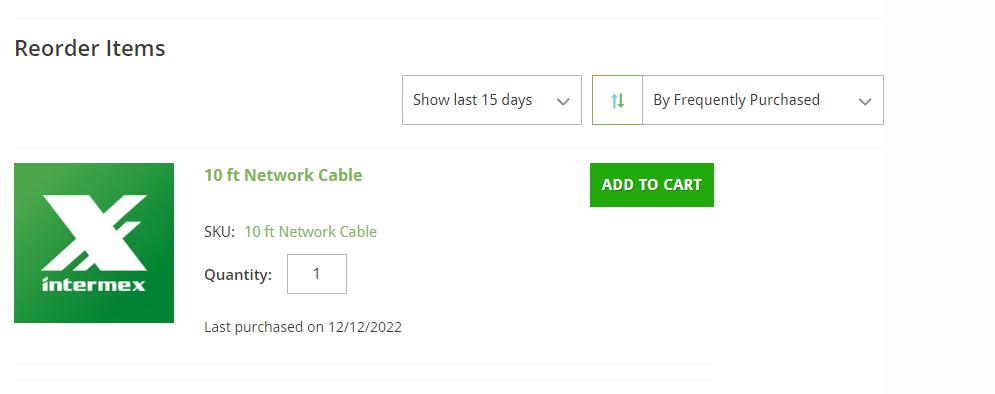 Reorder Items
Show last 15 days
By Frequently Purchased
intermex
10 ft Network Cable
ADD TO CART
SKU: 10 ft Network Cable
Quantity: 1
Last purchased on 12/12/2022